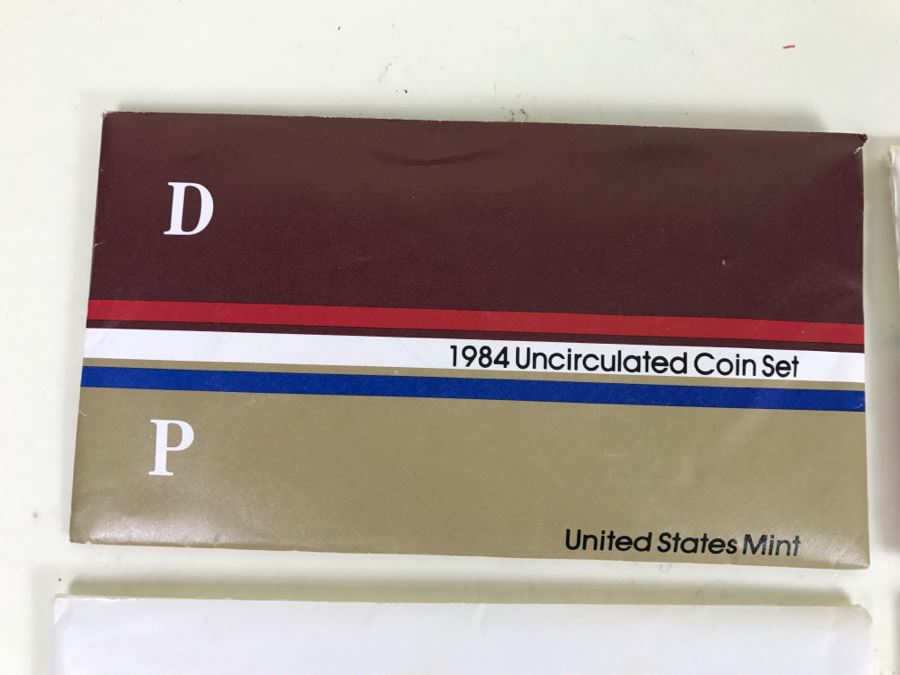 D
1984 Uncirculated Coin Set
P
United States Mint